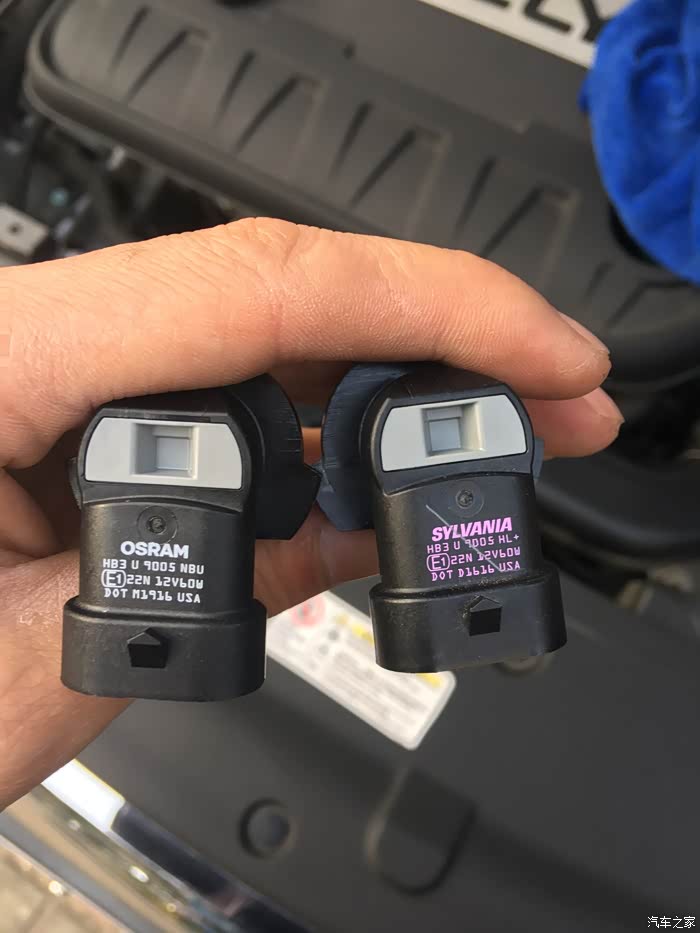 OSRAM
HB3 U 9005 NBU
E1 22N 12V60W
DOT M1916 USA
SYLVANIA
HB3 U 9005 HL+
E1 22N 12V60W
DOT D1616 USA
汽车之家